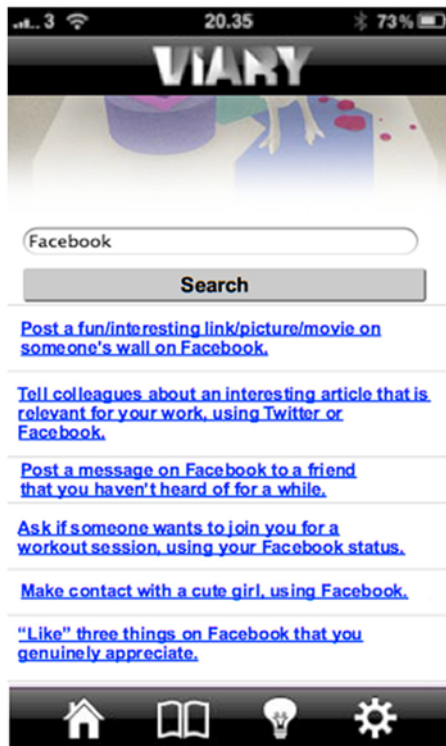 3 20.35 73%
VIARY
Facebook
Search
Post a fun/interesting link/picture/movie on
someone's wall on Facebook.
Tell colleagues about an interesting article that is
relevant for your work, using Twitter or
Facebook.
Post a message on Facebook to a friend
that you haven't heard of for a while.
Ask if someone wants to join you for a
workout session, using your Facebook status.
Make contact with a cute girl, using Facebook.
“Like” three things on Facebook that you
genuinely appreciate.